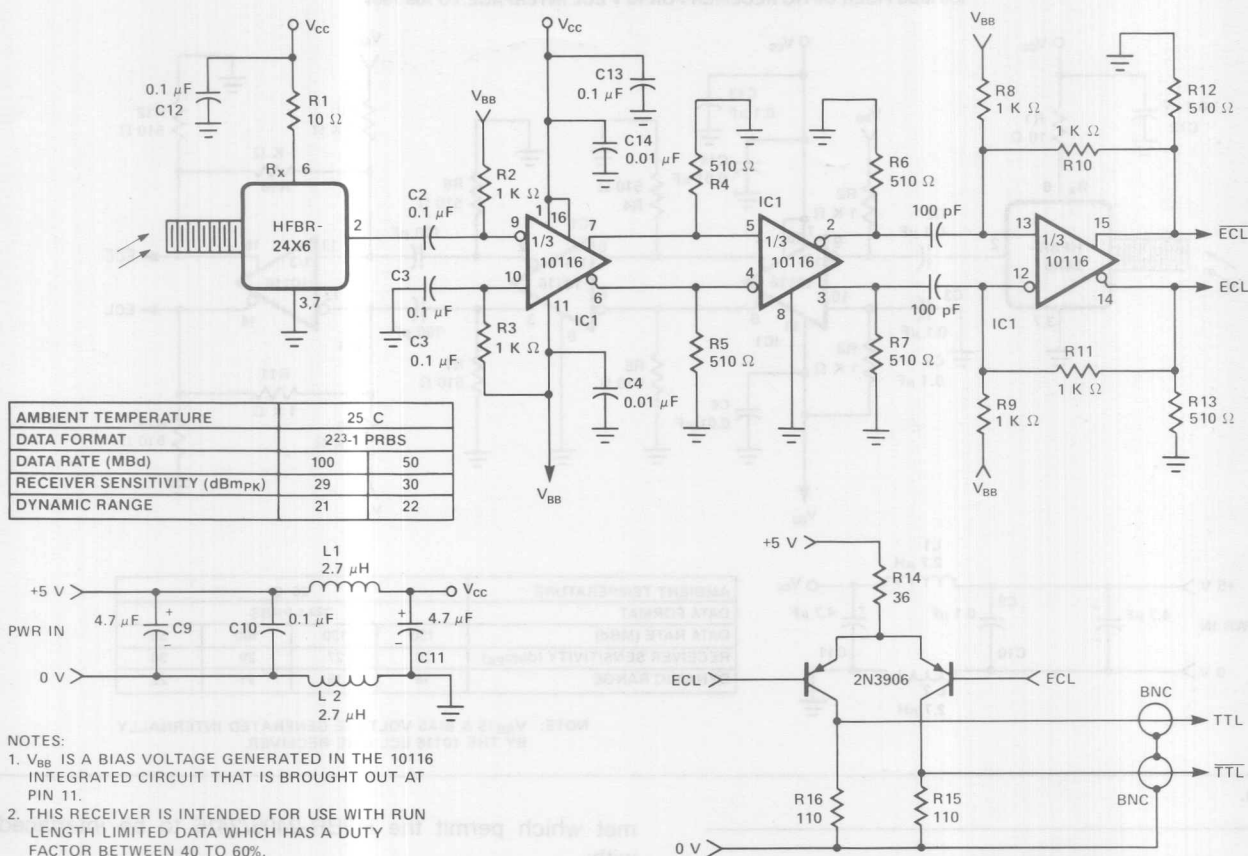 V_CC
0.1 μF
C12
R1
10 Ω
R_X 6
HFBR-
24X6
2
3.7
C2
0.1 μF
C3
0.1 μF
C3
0.1 μF
V_BB
R2
1 K Ω
R3
1 K Ω
V_CC
C13
0.1 μF
C14
0.01 μF
9
1
16
7
1/3
10116
10
11
6
IC1
C4
0.01 μF
V_BB
510 Ω
R4
R5
510 Ω
IC1
5
2
1/3
10116
4
3
8
R6
510 Ω
R7
510 Ω
100 pF
100 pF
V_BB
R8
1 K Ω
1 K Ω
R10
R12
510 Ω
13
15
1/3
10116
12
14
IC1
ECL
ECL
R11
1 K Ω
R9
1 K Ω
V_BB
R13
510 Ω
AMBIENT TEMPERATURE 25 C
DATA FORMAT 2²³-1 PRBS
DATA RATE (MBd) 100 50
RECEIVER SENSITIVITY (dBm_PK) 29 30
DYNAMIC RANGE 21 22
L1
2.7 μH
+5 V
V_CC
4.7 μF
C9
C10
0.1 μF
4.7 μF
C11
PWR IN
0 V
L 2
2.7 μH
+5 V
R14
36
ECL
2N3906
ECL
BNC
TTL
TTL
BNC
R16
110
R15
110
0 V
NOTES:
1. V_BB IS A BIAS VOLTAGE GENERATED IN THE 10116
INTEGRATED CIRCUIT THAT IS BROUGHT OUT AT
PIN 11.
2. THIS RECEIVER IS INTENDED FOR USE WITH RUN
LENGTH LIMITED DATA WHICH HAS A DUTY
FACTOR BETWEEN 40 TO 60%.